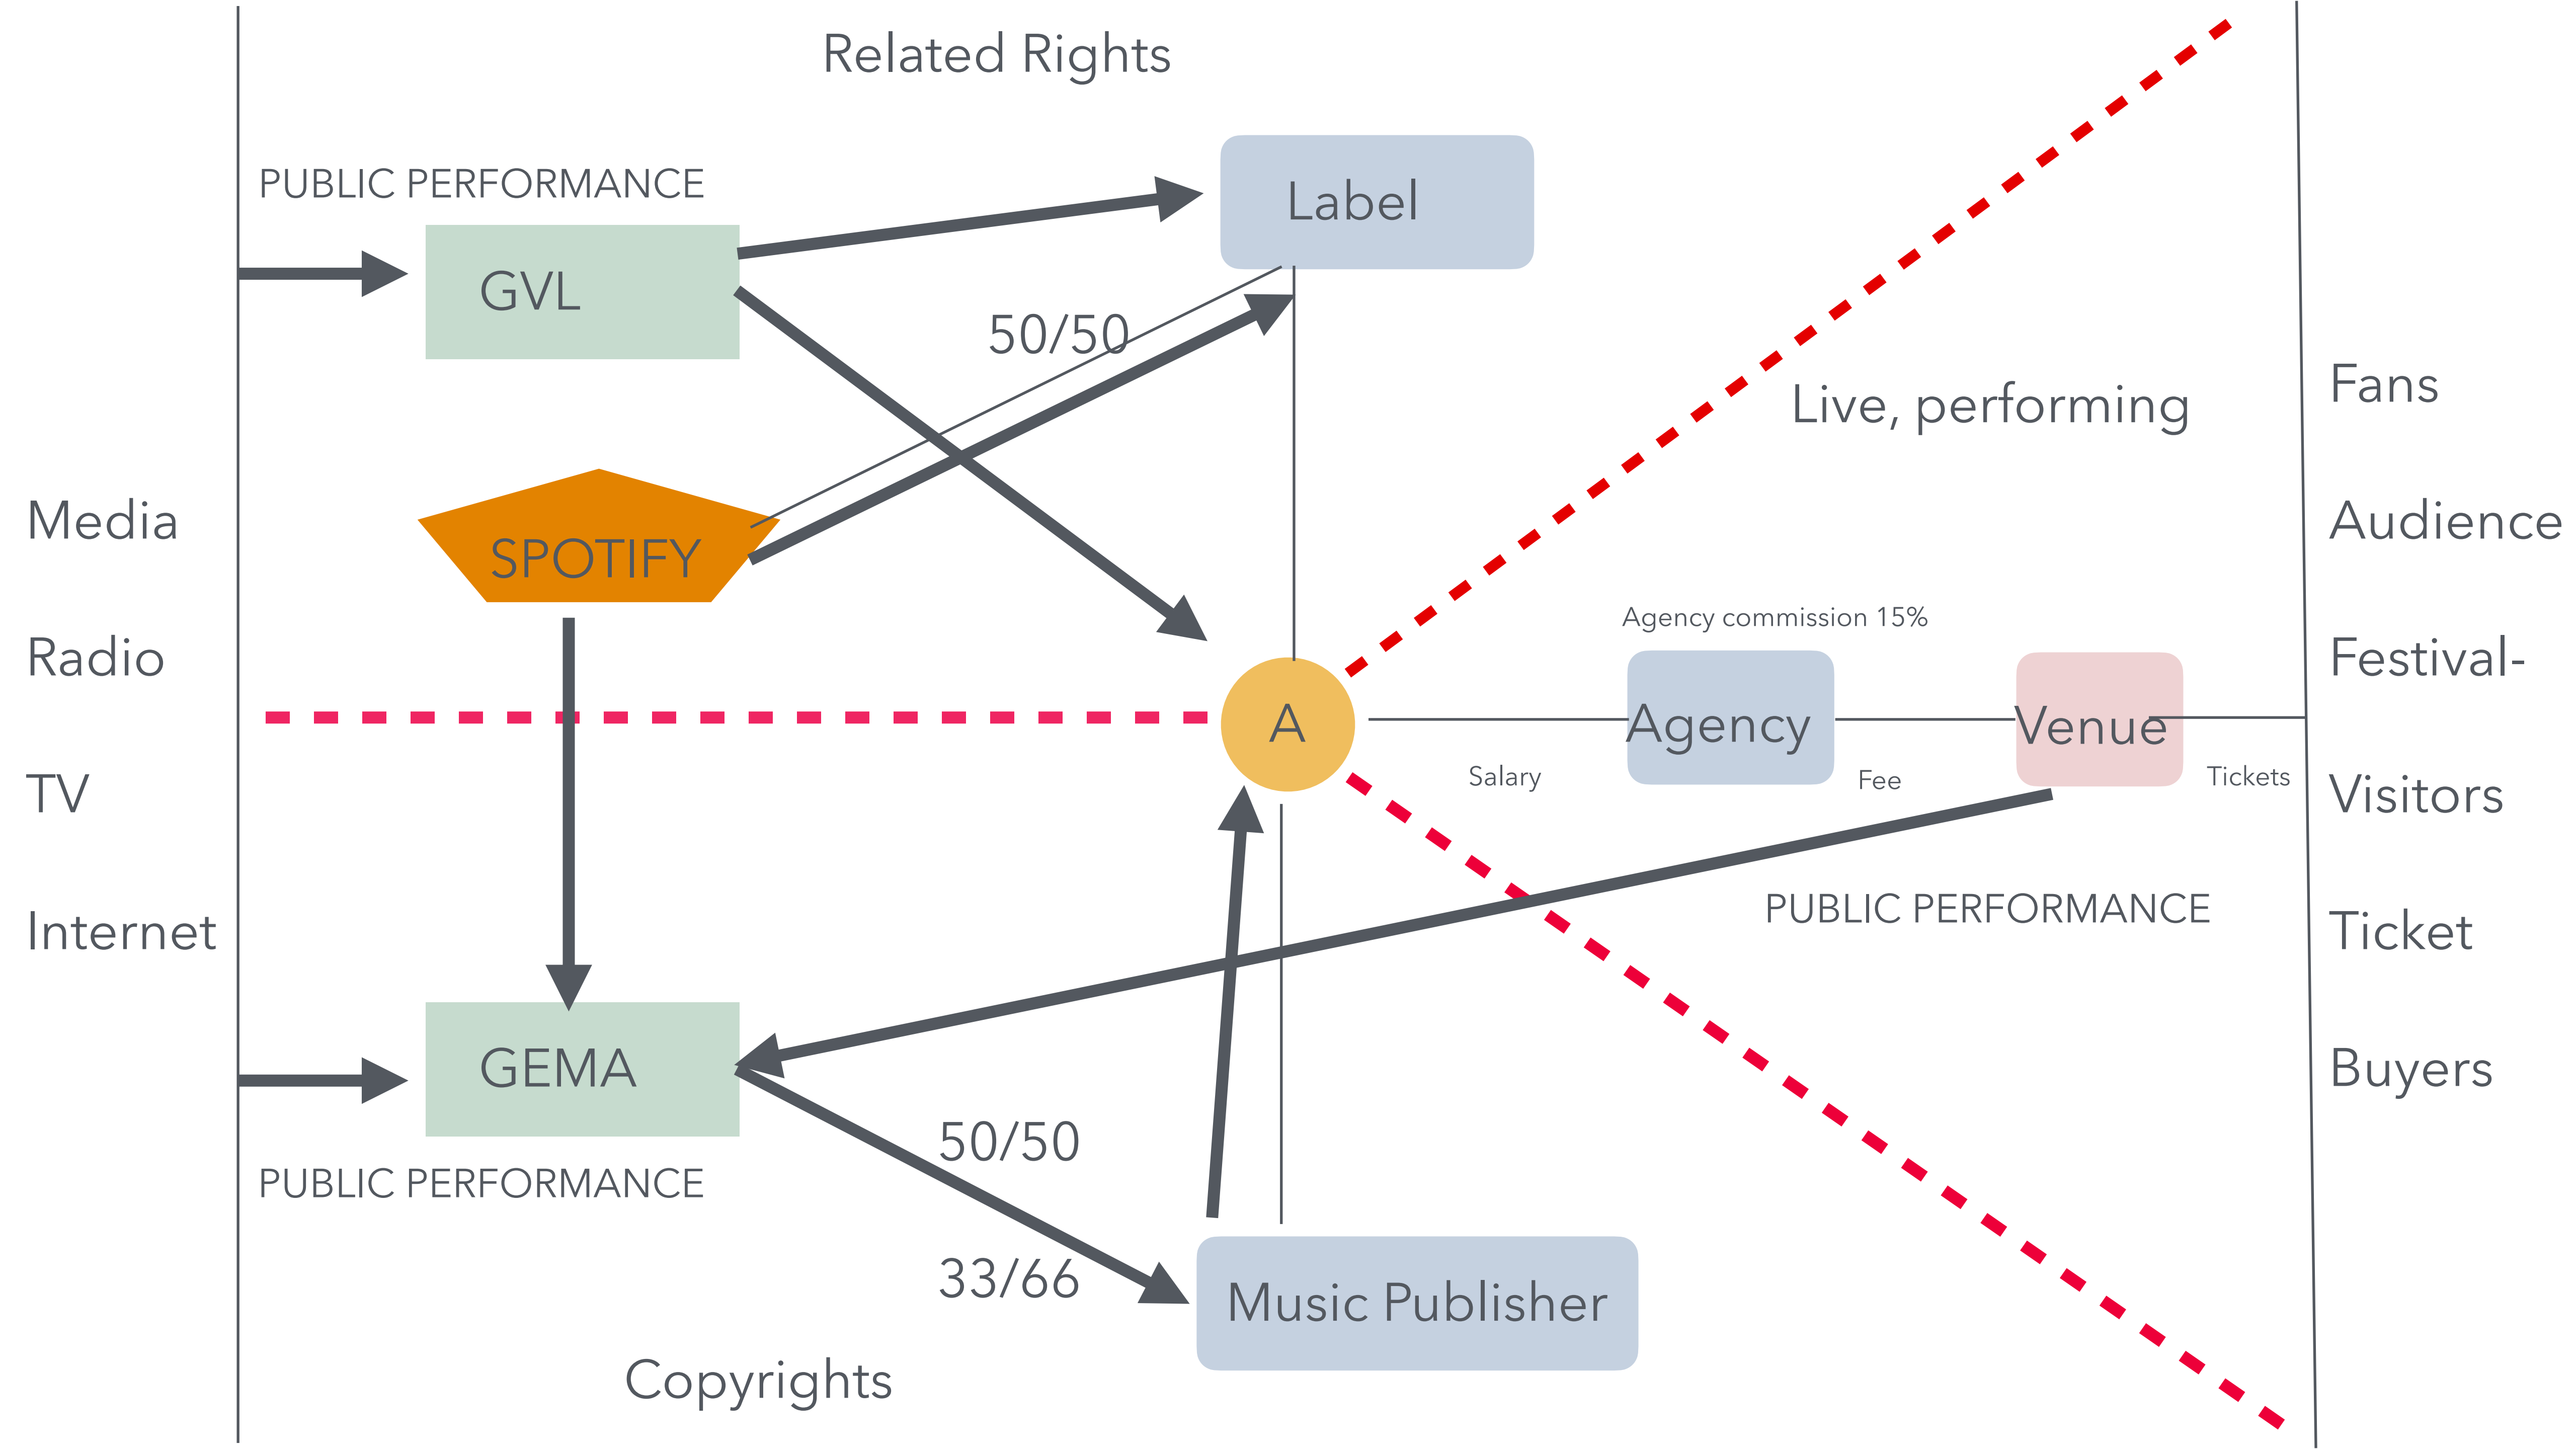 Related Rights
PUBLIC PERFORMANCE
Label
GVL
50/50
Live, performing
SPOTIFY
Media
Radio
TV
Internet
Agency commission 15%
A
Agency
Venue
Salary
Fee
Tickets
Fans
Audience
Festival-
Visitors
Ticket
Buyers
PUBLIC PERFORMANCE
GEMA
50/50
PUBLIC PERFORMANCE
33/66
Music Publisher
Copyrights